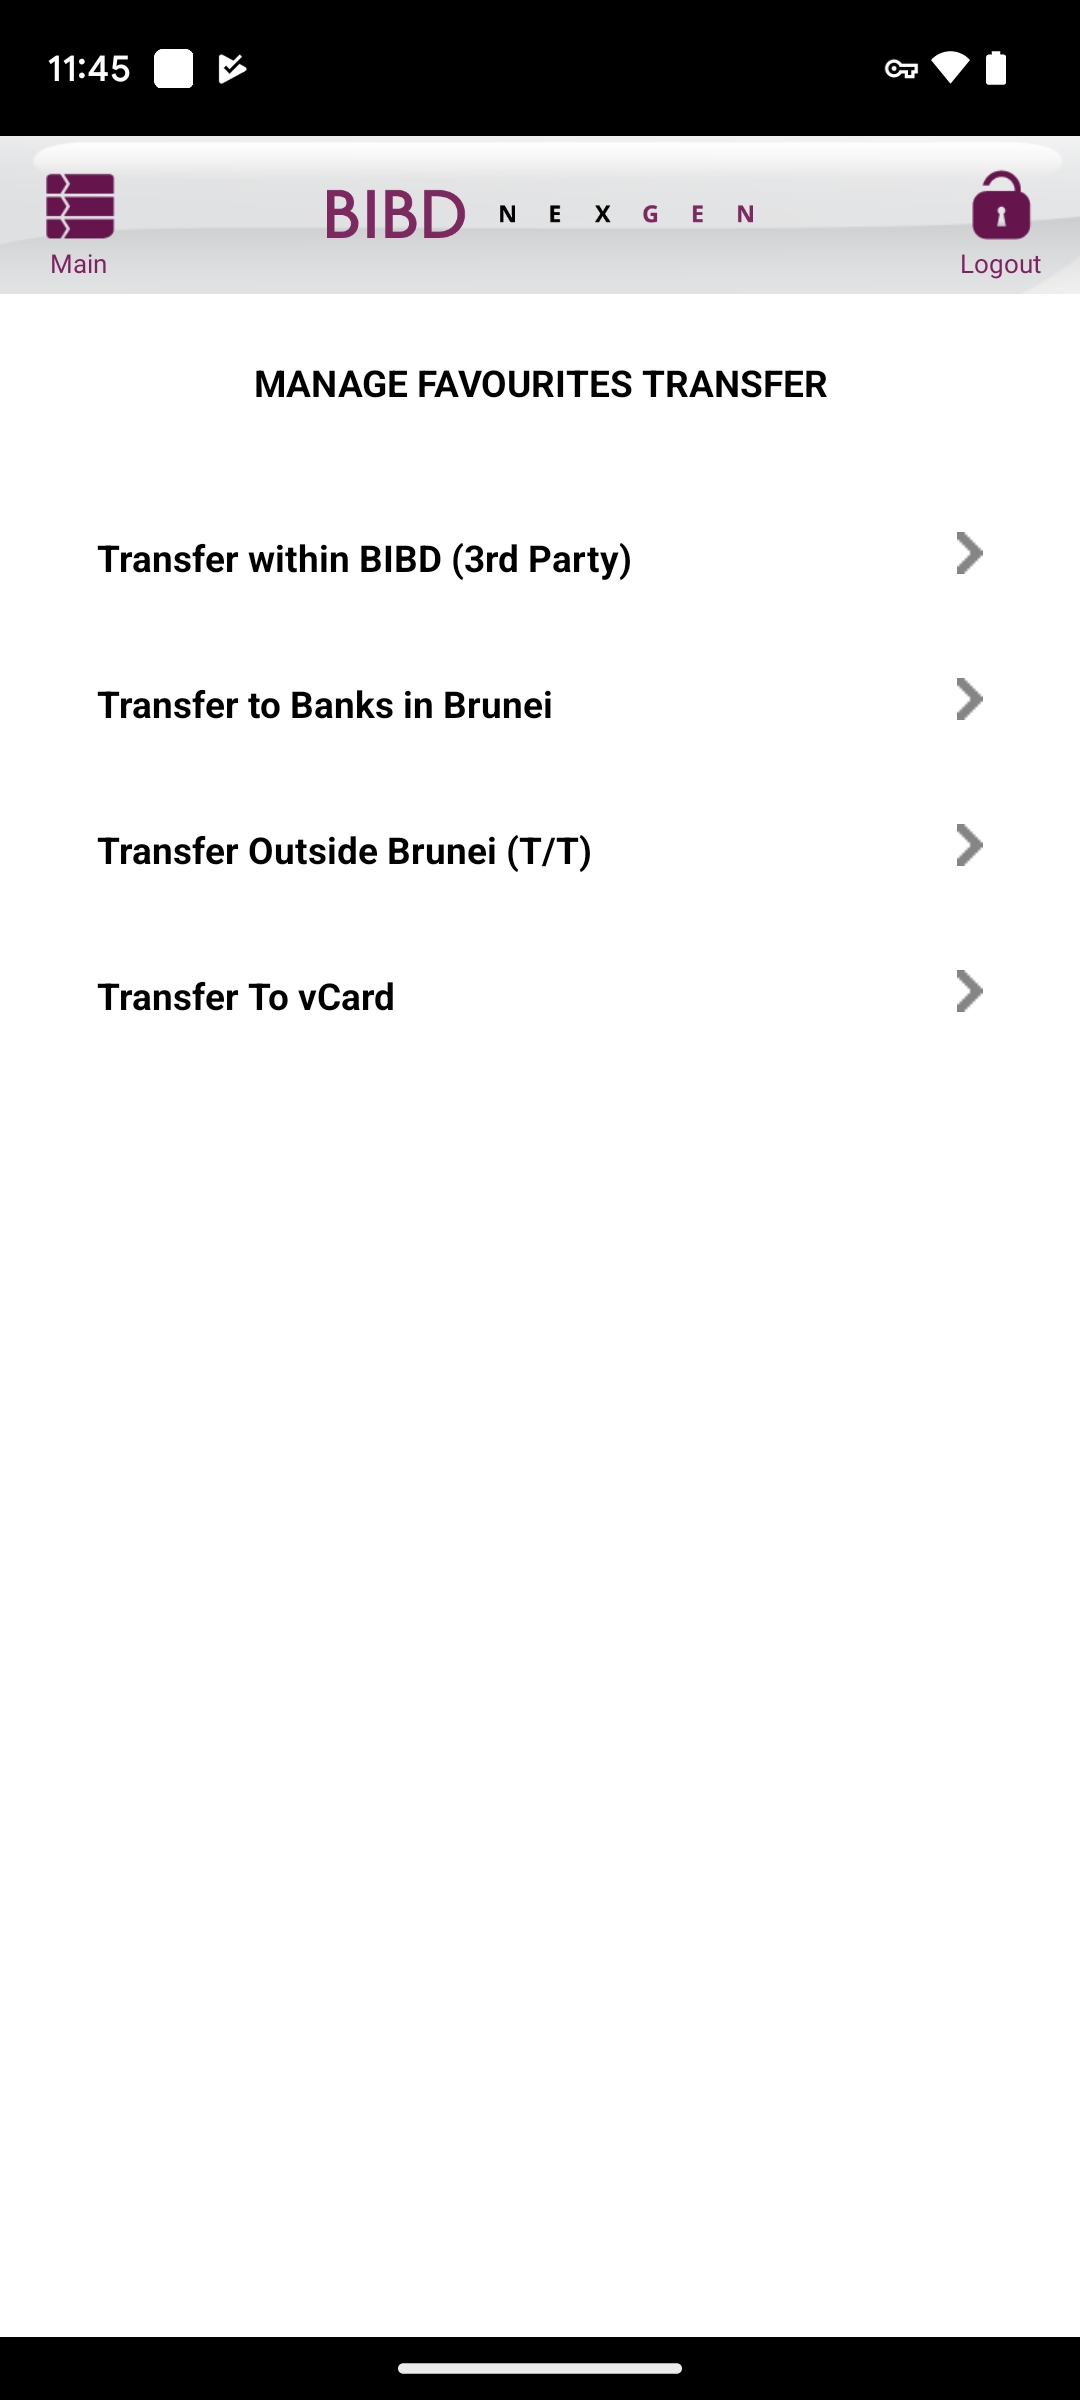 11:45
BIBD NEXGEN
Main
Logout
MANAGE FAVOURITES TRANSFER
Transfer within BIBD (3rd Party)
Transfer to Banks in Brunei
Transfer Outside Brunei (T/T)
Transfer To vCard